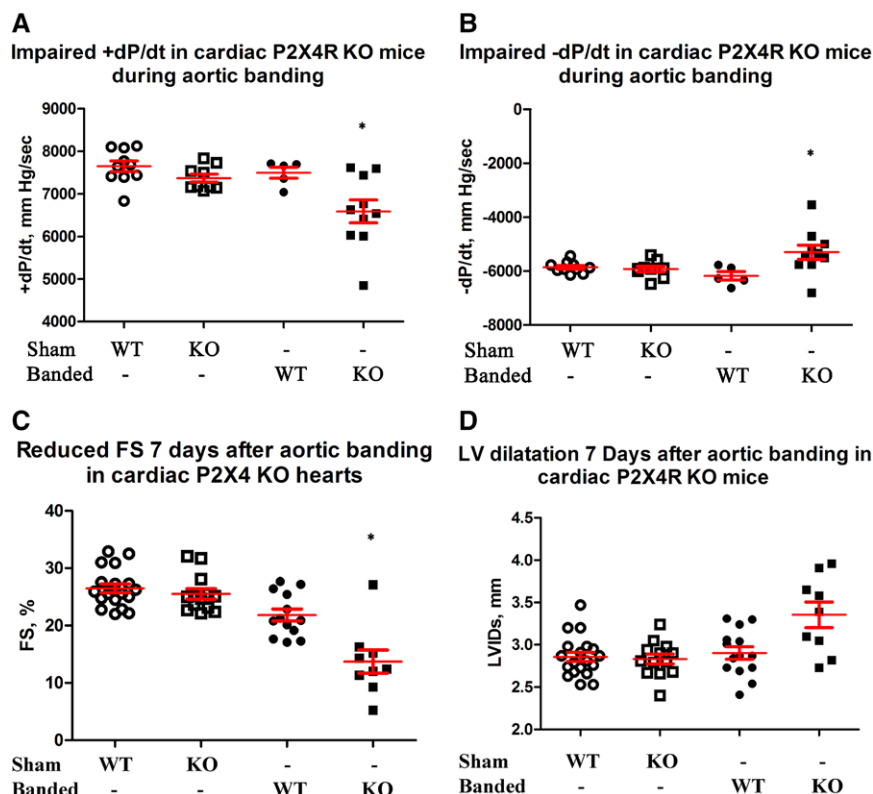 A
Impaired +dP/dt in cardiac P2X4R KO mice
during aortic banding
+dP/dt, mm Hg/sec
9000
8000
7000
6000
5000
4000
*
Sham WT KO - -
Banded - - WT KO
B
Impaired -dP/dt in cardiac P2X4R KO mice
during aortic banding
-dP/dt, mm Hg/sec
0
-2000
-4000
-6000
-8000
*
Sham WT KO - -
Banded - - WT KO
C
Reduced FS 7 days after aortic banding
in cardiac P2X4 KO hearts
FS, %
40
30
20
10
0
*
Sham WT KO - -
Banded - - WT KO
D
LV dilatation 7 Days after aortic banding in
cardiac P2X4R KO mice
LVIDs, mm
4.5
4.0
3.5
3.0
2.5
2.0
Sham WT KO - -
Banded - - WT KO